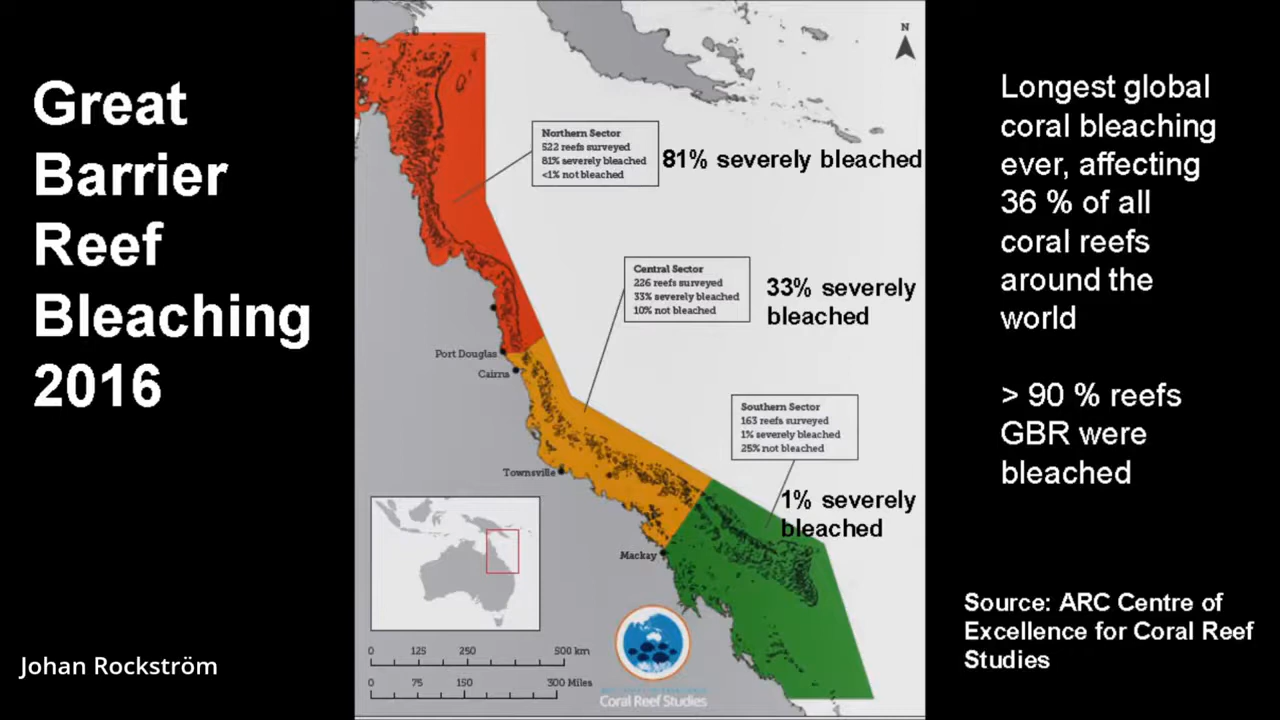 Great
Barrier
Reef
Bleaching
2016
Johan Rockström
N
Northern Sector
522 reefs surveyed
81% severely bleached
<1% not bleached
81% severely bleached
Central Sector
226 reefs surveyed
33% severely bleached
10% not bleached
33% severely
bleached
Port Douglas
Cairns
Southern Sector
163 reefs surveyed
1% severely bleached
25% not bleached
Townsville
1% severely
bleached
Mackay
0 125 250 500 km
0 75 150 300 Miles
Coral Reef Studies
Longest global
coral bleaching
ever, affecting
36 % of all
coral reefs
around the
world
> 90 % reefs
GBR were
bleached
Source: ARC Centre of
Excellence for Coral Reef
Studies